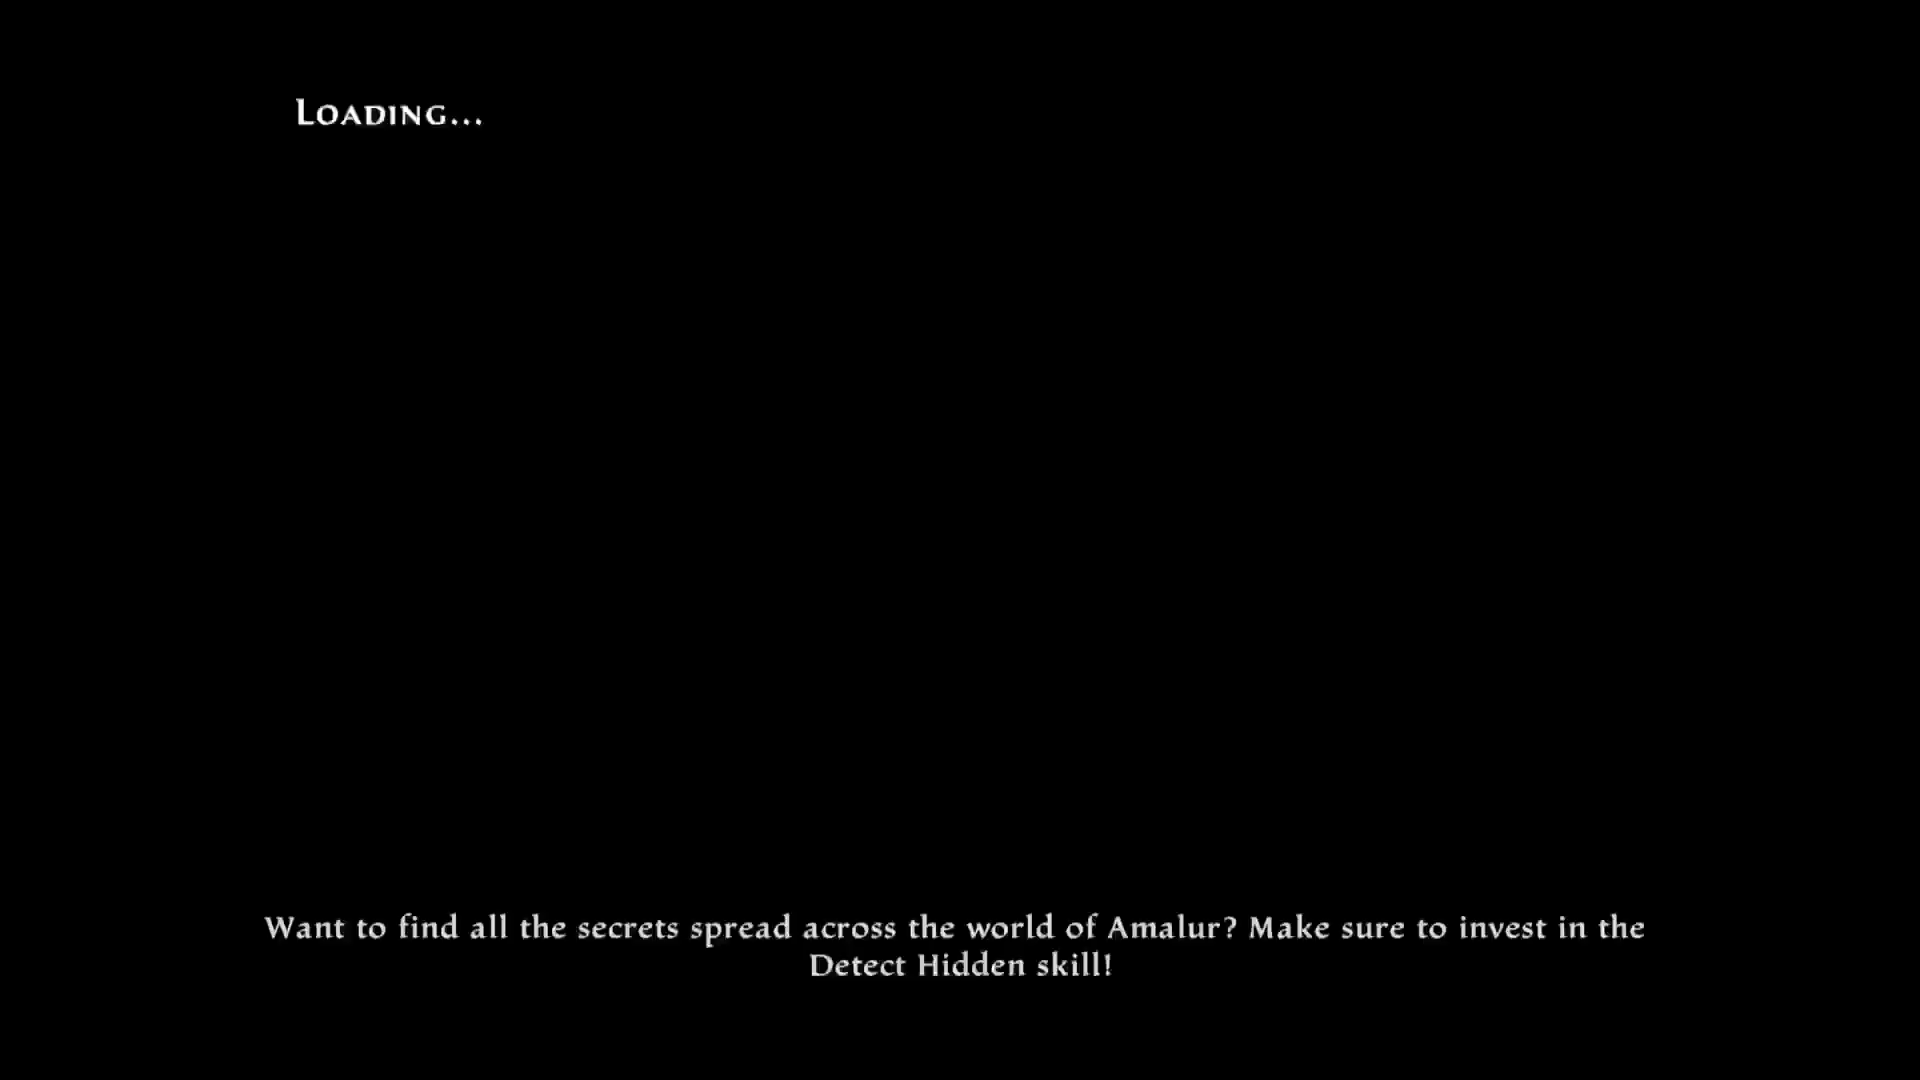 Loading...
Want to find all the secrets spread across the world of Amalur? Make sure to invest in the
Detect Hidden skill!